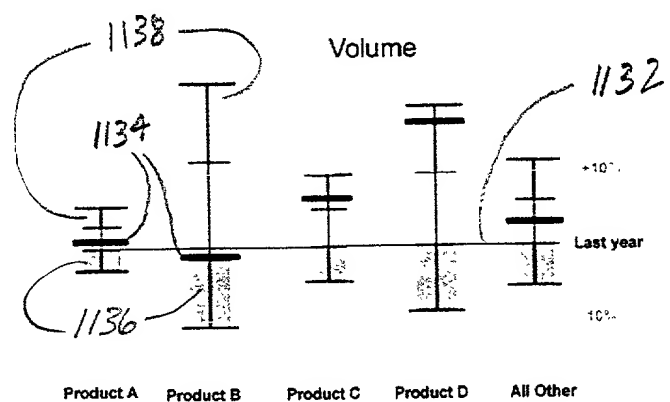 1138
Volume
1132
1134
+10%
Last year
1136
10%
Product A Product B Product C Product D All Other